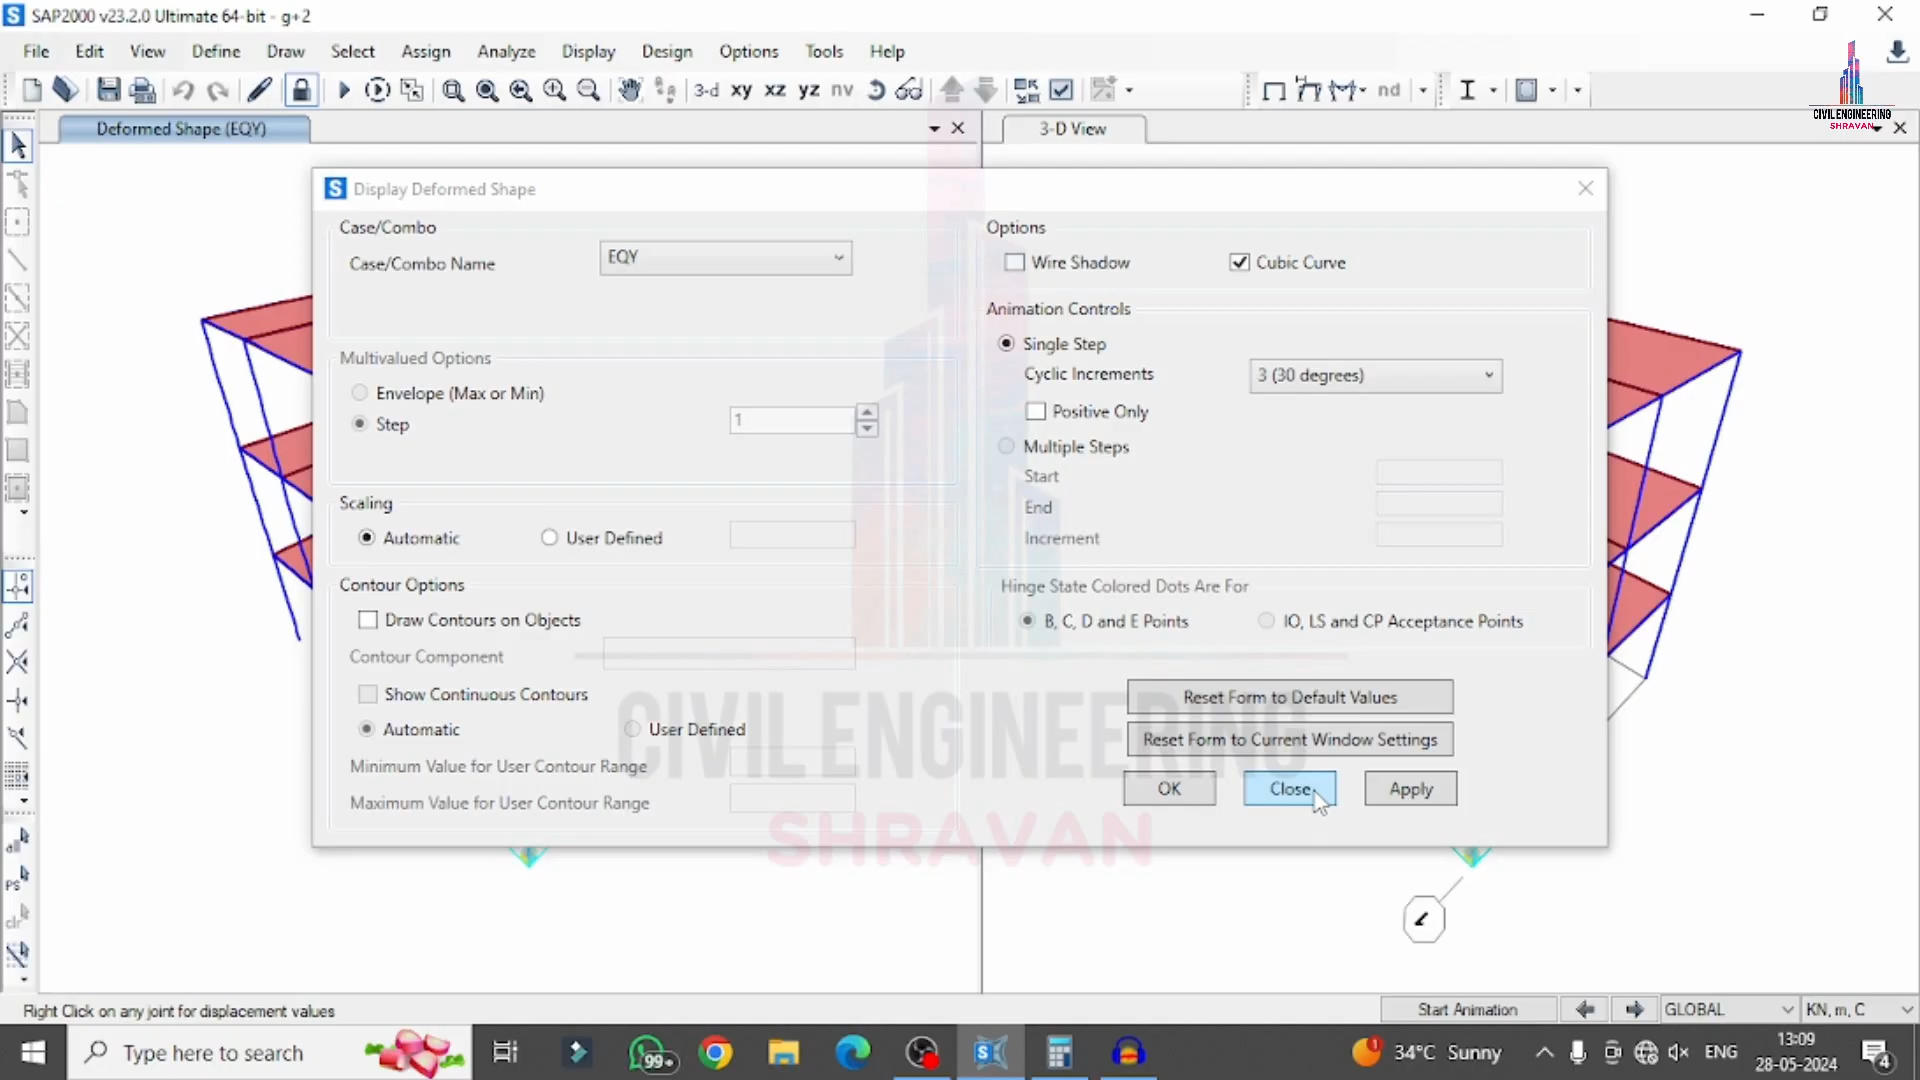 SAP2000 v23.2.0 Ultimate 64-bit - g+2
File Edit View Define Draw Select Assign Analyze Display Design Options Tools Help
3-d xy xz yz nv nd
CIVIL ENGINEERING
SHRAVAN
Deformed Shape (EQY)
3-D View
Display Deformed Shape
Case/Combo
Case/Combo Name
EQY
Multivalued Options
Envelope (Max or Min)
Step
1
Scaling
Automatic
User Defined
Contour Options
Draw Contours on Objects
Contour Component
Show Continuous Contours
Automatic
User Defined
Minimum Value for User Contour Range
Maximum Value for User Contour Range
Options
Wire Shadow
Cubic Curve
Animation Controls
Single Step
Cyclic Increments
3 (30 degrees)
Positive Only
Multiple Steps
Start
End
Increment
Hinge State Colored Dots Are For
B, C, D and E Points
IO, LS and CP Acceptance Points
Reset Form to Default Values
Reset Form to Current Window Settings
OK
Close
Apply
CIVIL ENGINEERING
SHRAVAN
all
PS
clr
Right Click on any joint for displacement values
Start Animation
GLOBAL
KN, m, C
Type here to search
99+
34°C Sunny
ENG
13:09
28-05-2024
4